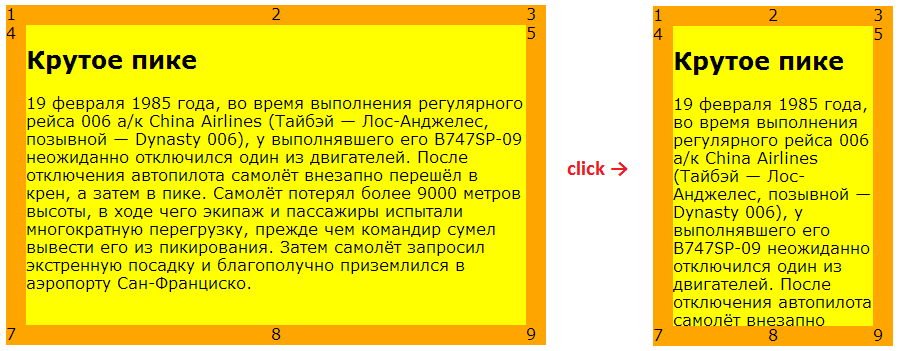 1 2 3
4 5
Крутое пике
19 февраля 1985 года, во время выполнения регулярного
рейса 006 а/к China Airlines (Тайбэй — Лос-Анджелес,
позывной — Dynasty 006), у выполнявшего его B747SP-09
неожиданно отключился один из двигателей. После
отключения автопилота самолёт внезапно перешёл в
крен, а затем в пике. Самолёт потерял более 9000 метров
высоты, в ходе чего экипаж и пассажиры испытали
многократную перегрузку, прежде чем командир сумел
вывести его из пикирования. Затем самолёт запросил
экстренную посадку и благополучно приземлился в
аэропорту Сан-Франциско.
7 8 9
click →
1 2 3
4 5
Крутое пике
19 февраля 1985 года,
во время выполнения
регулярного рейса 006
а/к China Airlines
(Тайбэй — Лос-
Анджелес, позывной —
Dynasty 006), у
выполнявшего его
B747SP-09 неожиданно
отключился один из
двигателей. После
отключения автопилота
самолёт внезапно
7 8 9